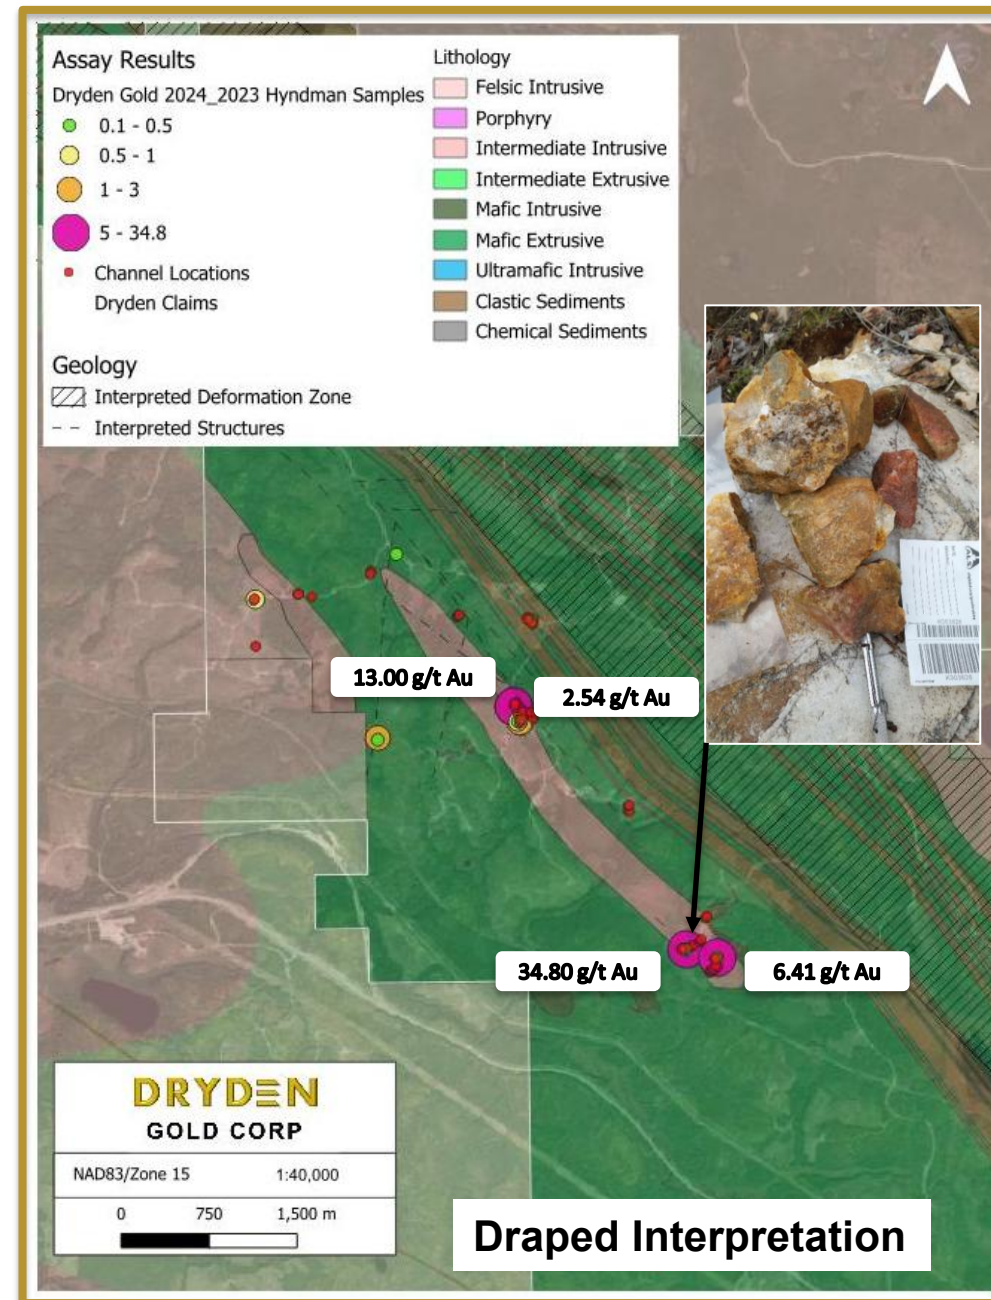 Assay Results
Dryden Gold 2024_2023 Hyndman Samples
0.1 - 0.5
0.5 - 1
1 - 3
5 - 34.8
Channel Locations
Dryden Claims
Geology
Interpreted Deformation Zone
Interpreted Structures
Lithology
Felsic Intrusive
Porphyry
Intermediate Intrusive
Intermediate Extrusive
Mafic Intrusive
Mafic Extrusive
Ultramafic Intrusive
Clastic Sediments
Chemical Sediments
13.00 g/t Au
2.54 g/t Au
34.80 g/t Au
6.41 g/t Au
DRYDEN
GOLD CORP
NAD83/Zone 15 1:40,000
0 750 1,500 m
Draped Interpretation